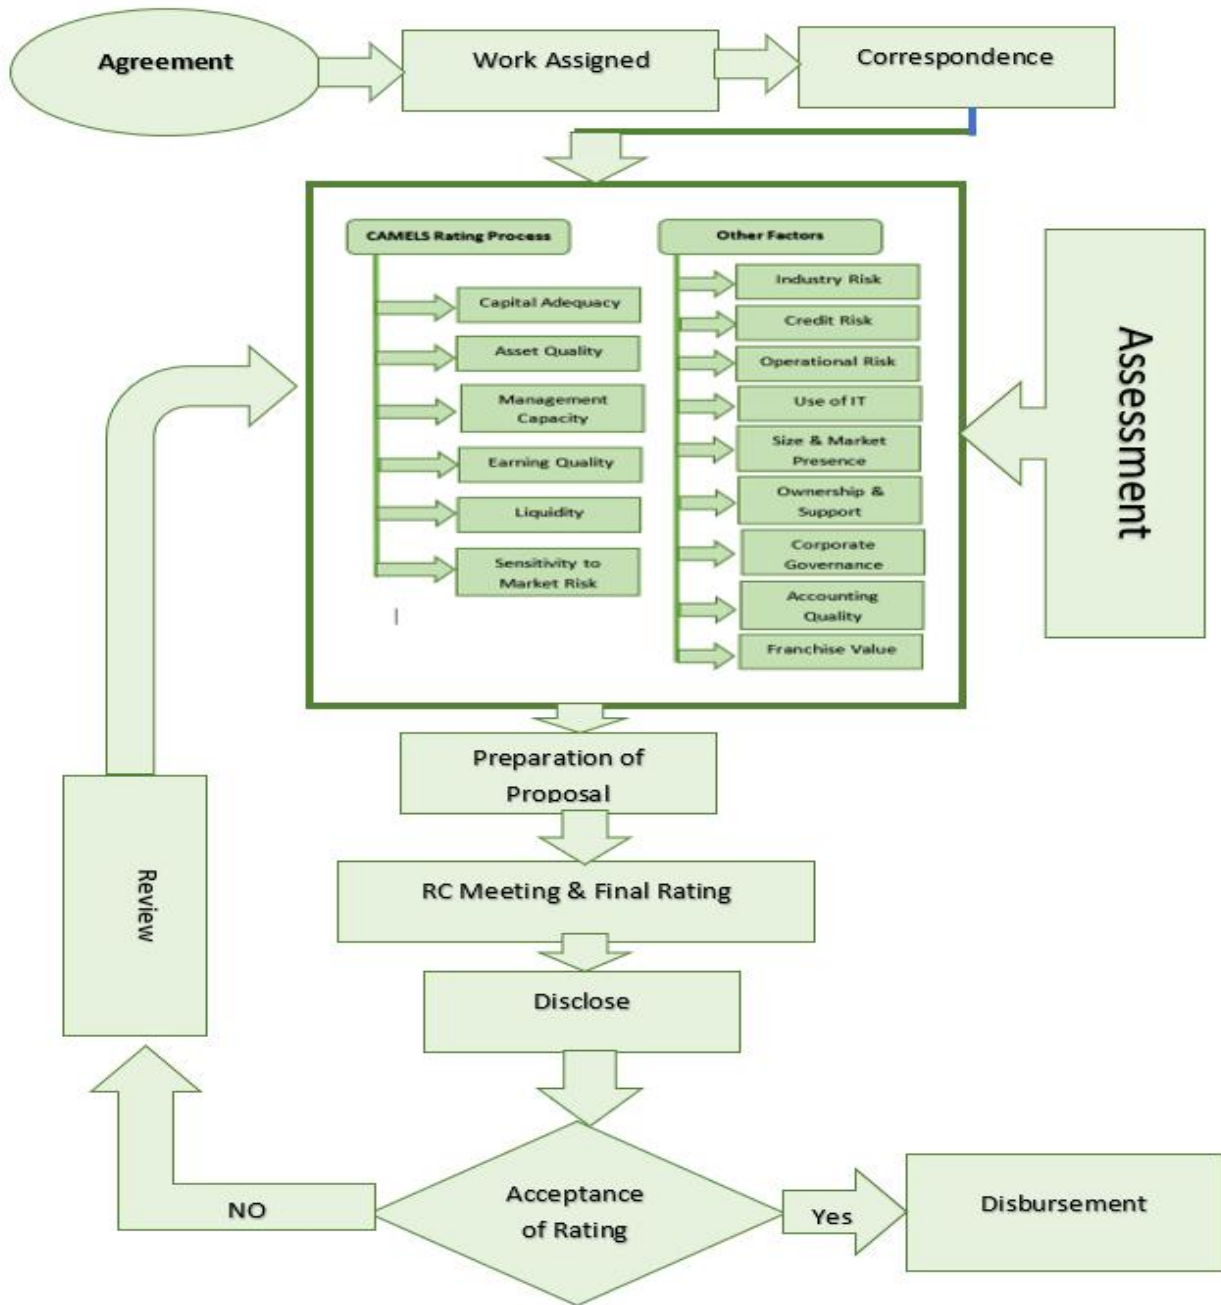 Agreement
Work Assigned
Correspondence
CAMELS Rating Process
Capital Adequacy
Asset Quality
Management
Capacity
Earning Quality
Liquidity
Sensitivity to
Market Risk
Other Factors
Industry Risk
Credit Risk
Operational Risk
Use of IT
Size & Market
Presence
Ownership &
Support
Corporate
Governance
Accounting
Quality
Franchise Value
Assessment
Preparation of
Proposal
RC Meeting & Final Rating
Disclose
Review
Acceptance
of Rating
NO
Yes
Disbursement